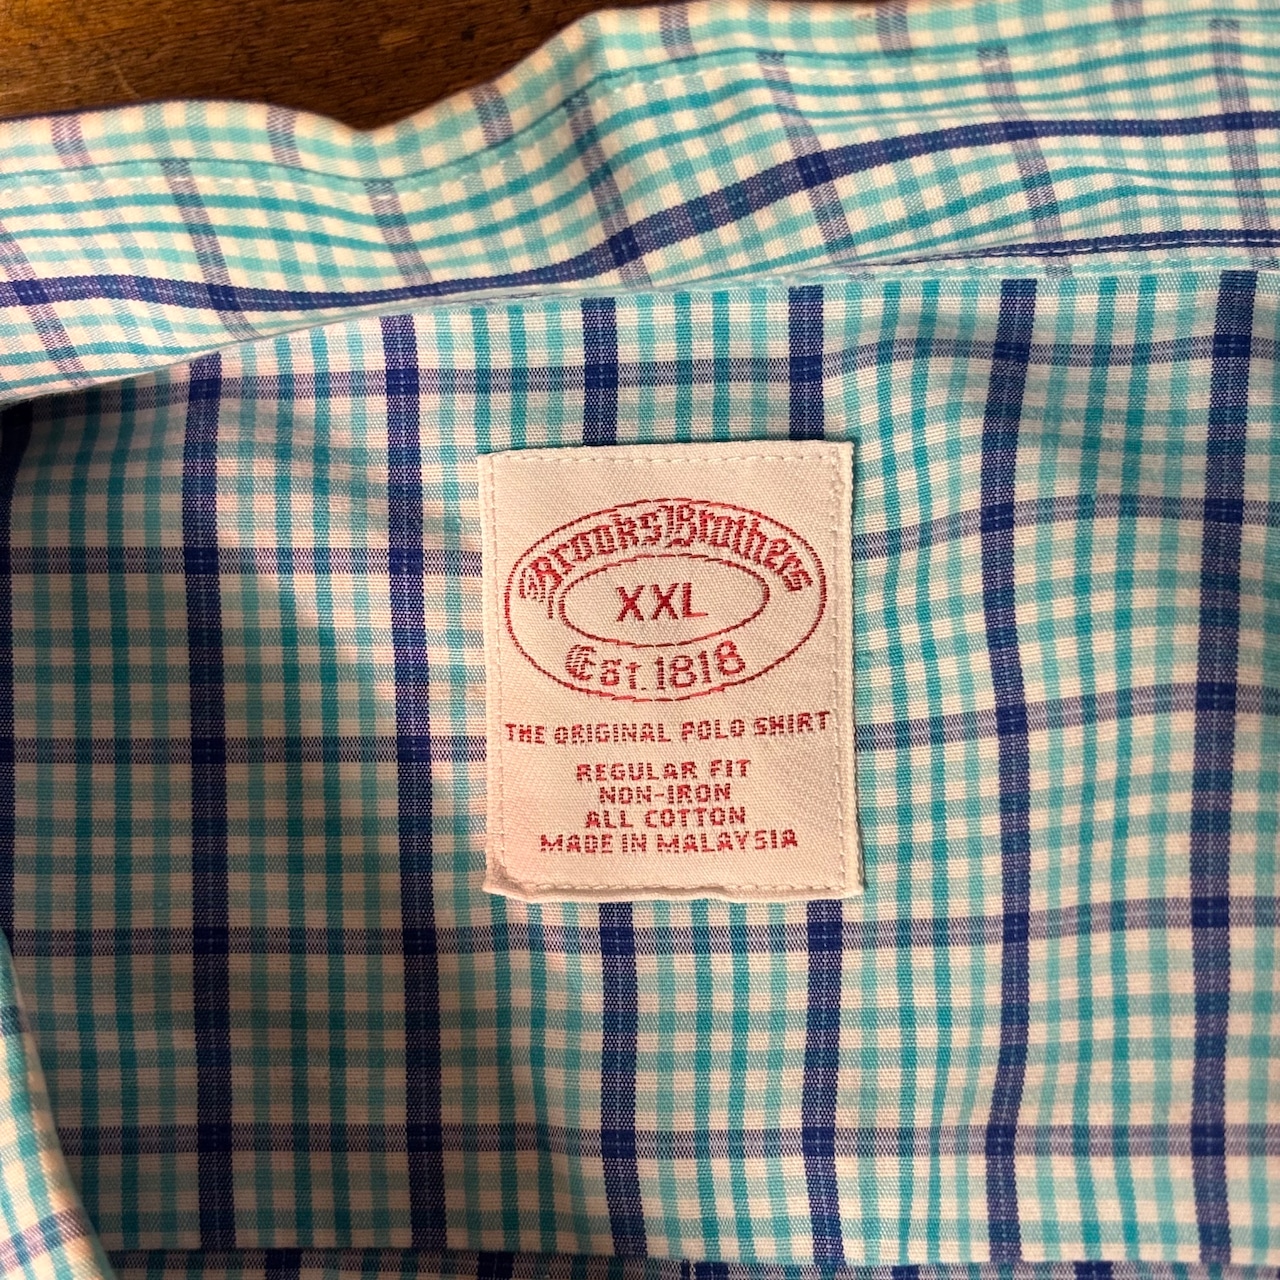 Brooks Brothers
XXL
Est. 1818
THE ORIGINAL POLO SHIRT
REGULAR FIT
NON-IRON
ALL COTTON
MADE IN MALAYSIA